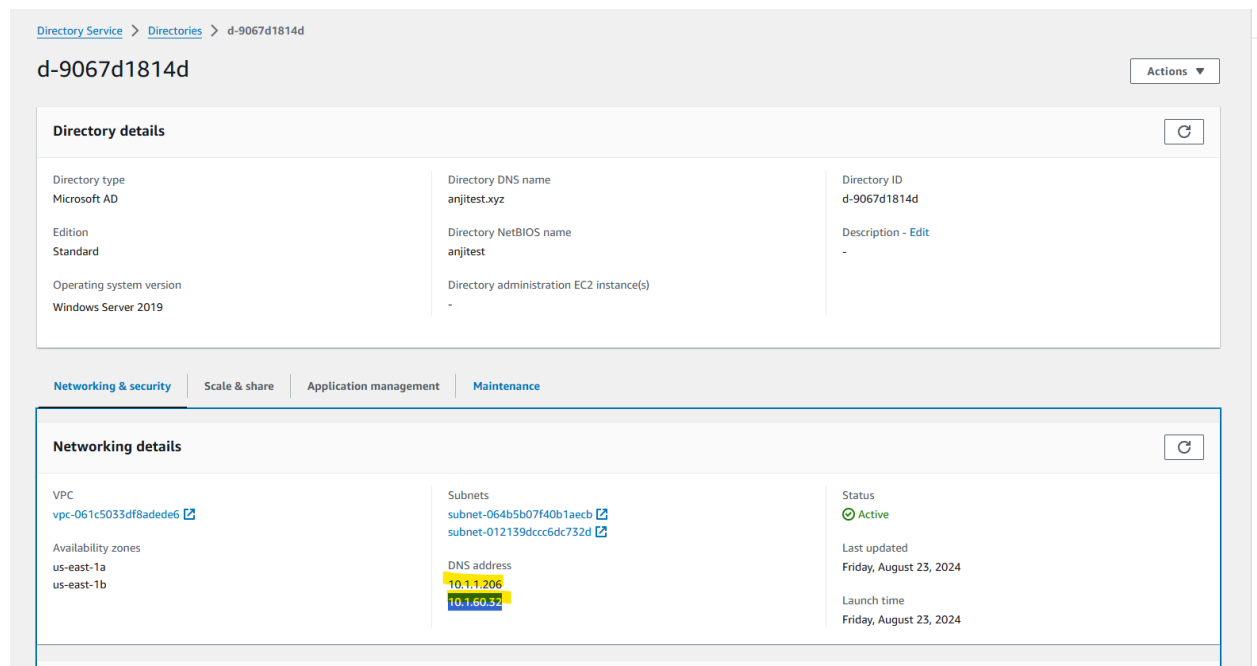 Directory Service > Directories > d-9067d1814d
d-9067d1814d
Actions
Directory details
Directory type
Microsoft AD
Edition
Standard
Operating system version
Windows Server 2019
Directory DNS name
anjitest.xyz
Directory NetBIOS name
anjitest
Directory administration EC2 instance(s)
-
Directory ID
d-9067d1814d
Description - Edit
-
Networking & security
Scale & share
Application management
Maintenance
Networking details
VPC
vpc-061c5033df8adede6
Availability zones
us-east-1a
us-east-1b
Subnets
subnet-064b5b07f40b1aecb
subnet-012139dccc6dc732d
DNS address
10.1.1.206
10.1.60.32
Status
Active
Last updated
Friday, August 23, 2024
Launch time
Friday, August 23, 2024